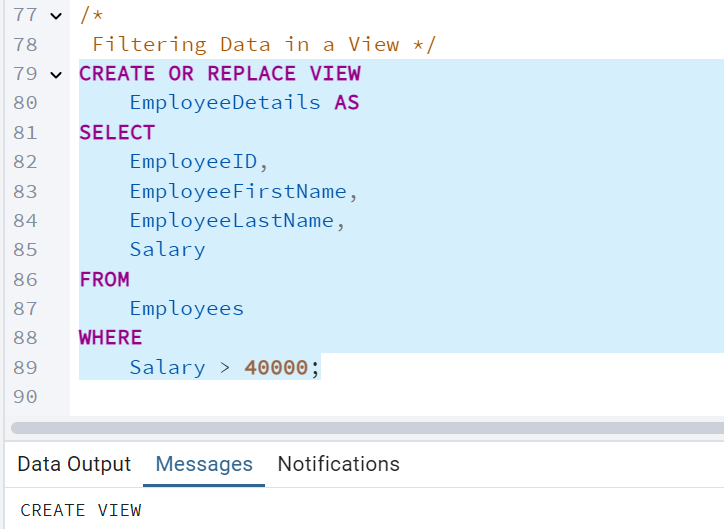 77 /*
78 Filtering Data in a View */
79 CREATE OR REPLACE VIEW
80 EmployeeDetails AS
81 SELECT
82 EmployeeID,
83 EmployeeFirstName,
84 EmployeeLastName,
85 Salary
86 FROM
87 Employees
88 WHERE
89 Salary > 40000;
90
Data Output Messages Notifications
CREATE VIEW